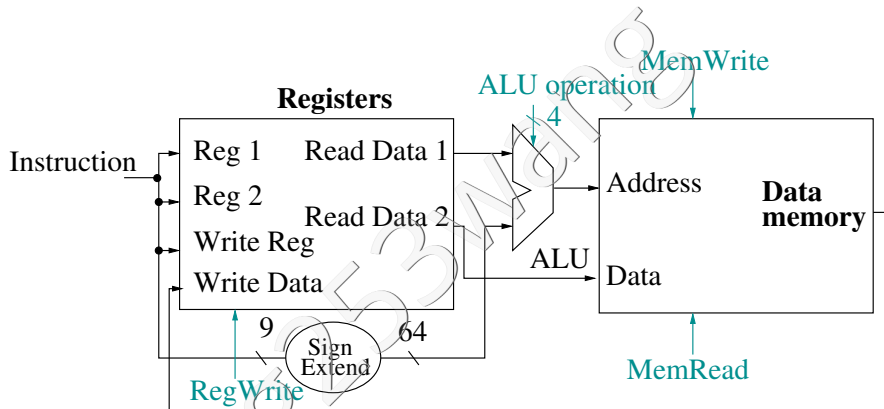 MemWrite
ALU operation
4
Registers
Instruction
Reg 1
Read Data 1
Reg 2
Read Data 2
Write Reg
Write Data
Address
Data
memory
ALU
Data
9
64
Sign
Extend
RegWrite
MemRead
253wang